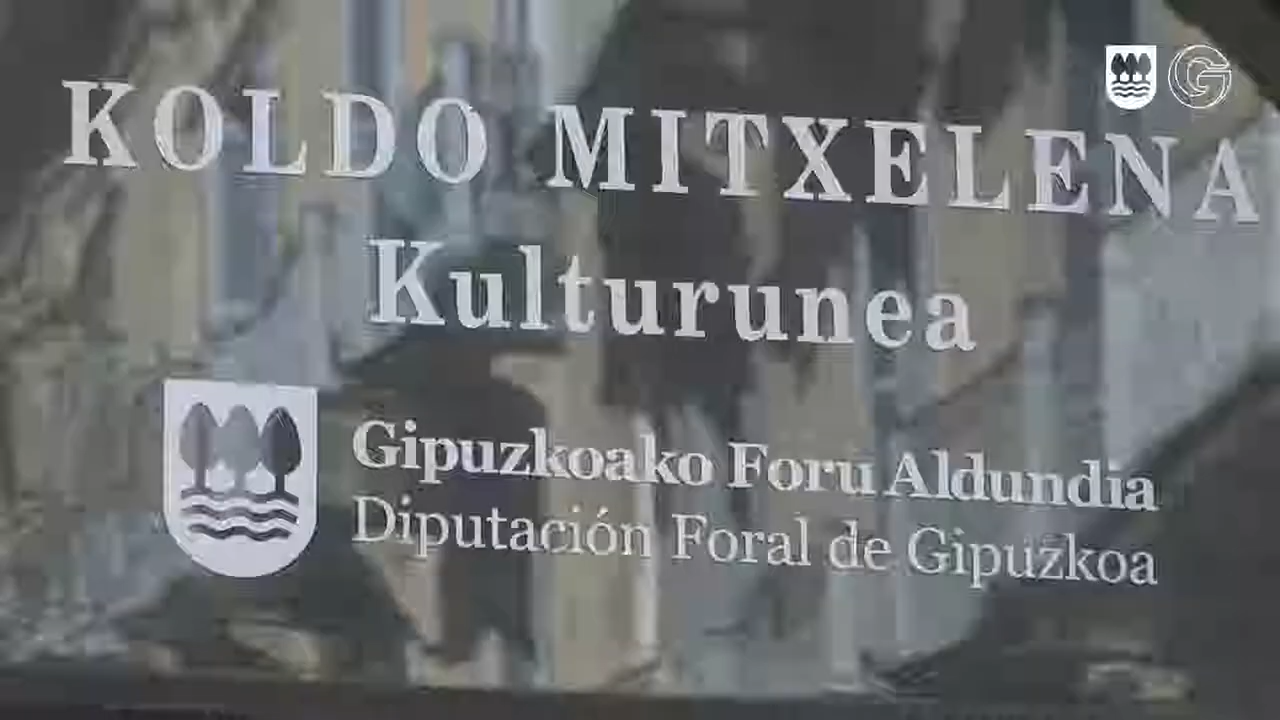 KOLDO MITXELENA
Kulturunea
Gipuzkoako Foru Aldundia
Diputación Foral de Gipuzkoa
G